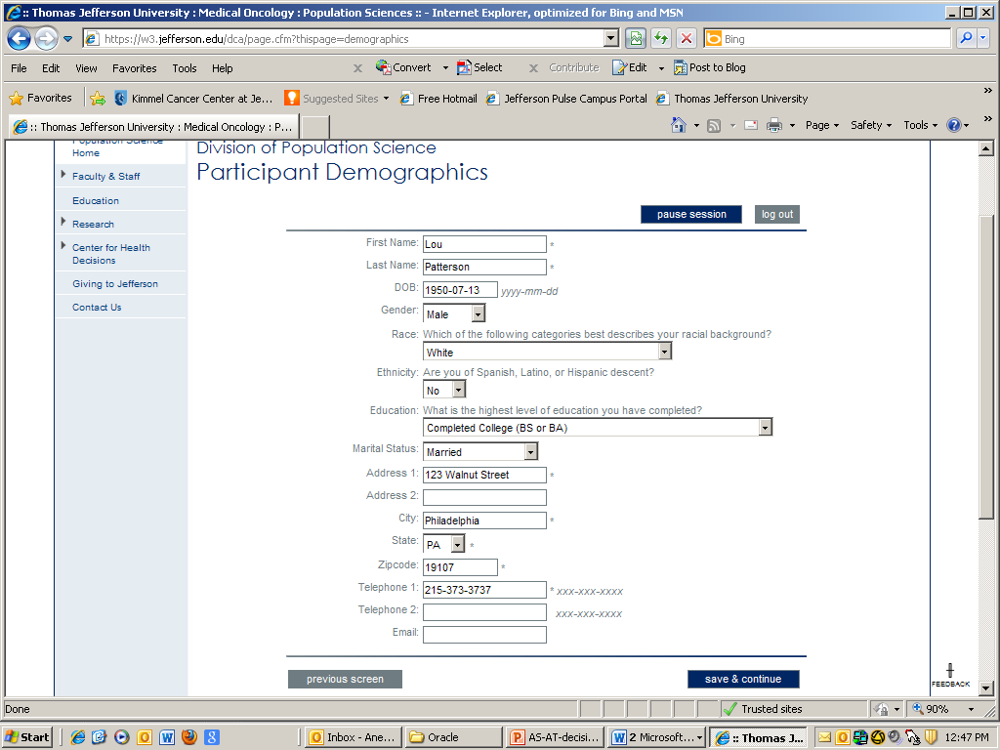 :: Thomas Jefferson University : Medical Oncology : Population Sciences :: - Internet Explorer, optimized for Bing and MSN
https://w3.jefferson.edu/dca/page.cfm?thispage=demographics
Bing
File Edit View Favorites Tools Help x Convert Select x Contribute Edit Post to Blog
Favorites Kimmel Cancer Center at Je... Suggested Sites Free Hotmail Jefferson Pulse Campus Portal Thomas Jefferson University
:: Thomas Jefferson University : Medical Oncology : P...
Page Safety Tools
Population Science
Home
Faculty & Staff
Education
Research
Center for Health
Decisions
Giving to Jefferson
Contact Us
Division of Population Science
Participant Demographics
pause session log out
First Name: Lou *
Last Name: Patterson *
DOB: 1950-07-13 yyyy-mm-dd
Gender: Male
Race: Which of the following categories best describes your racial background?
White
Ethnicity: Are you of Spanish, Latino, or Hispanic descent?
No
Education: What is the highest level of education you have completed?
Completed College (BS or BA)
Marital Status: Married
Address 1: 123 Walnut Street *
Address 2:
City: Philadelphia *
State: PA *
Zipcode: 19107 *
Telephone 1: 215-373-3737 * xxx-xxx-xxxx
Telephone 2: xxx-xxx-xxxx
Email:
previous screen save & continue
FEEDBACK
Done Trusted sites 90%
Start Inbox - Ane... Oracle AS-AT-decisi... 2 Microsoft... :: Thomas J... 12:47 PM